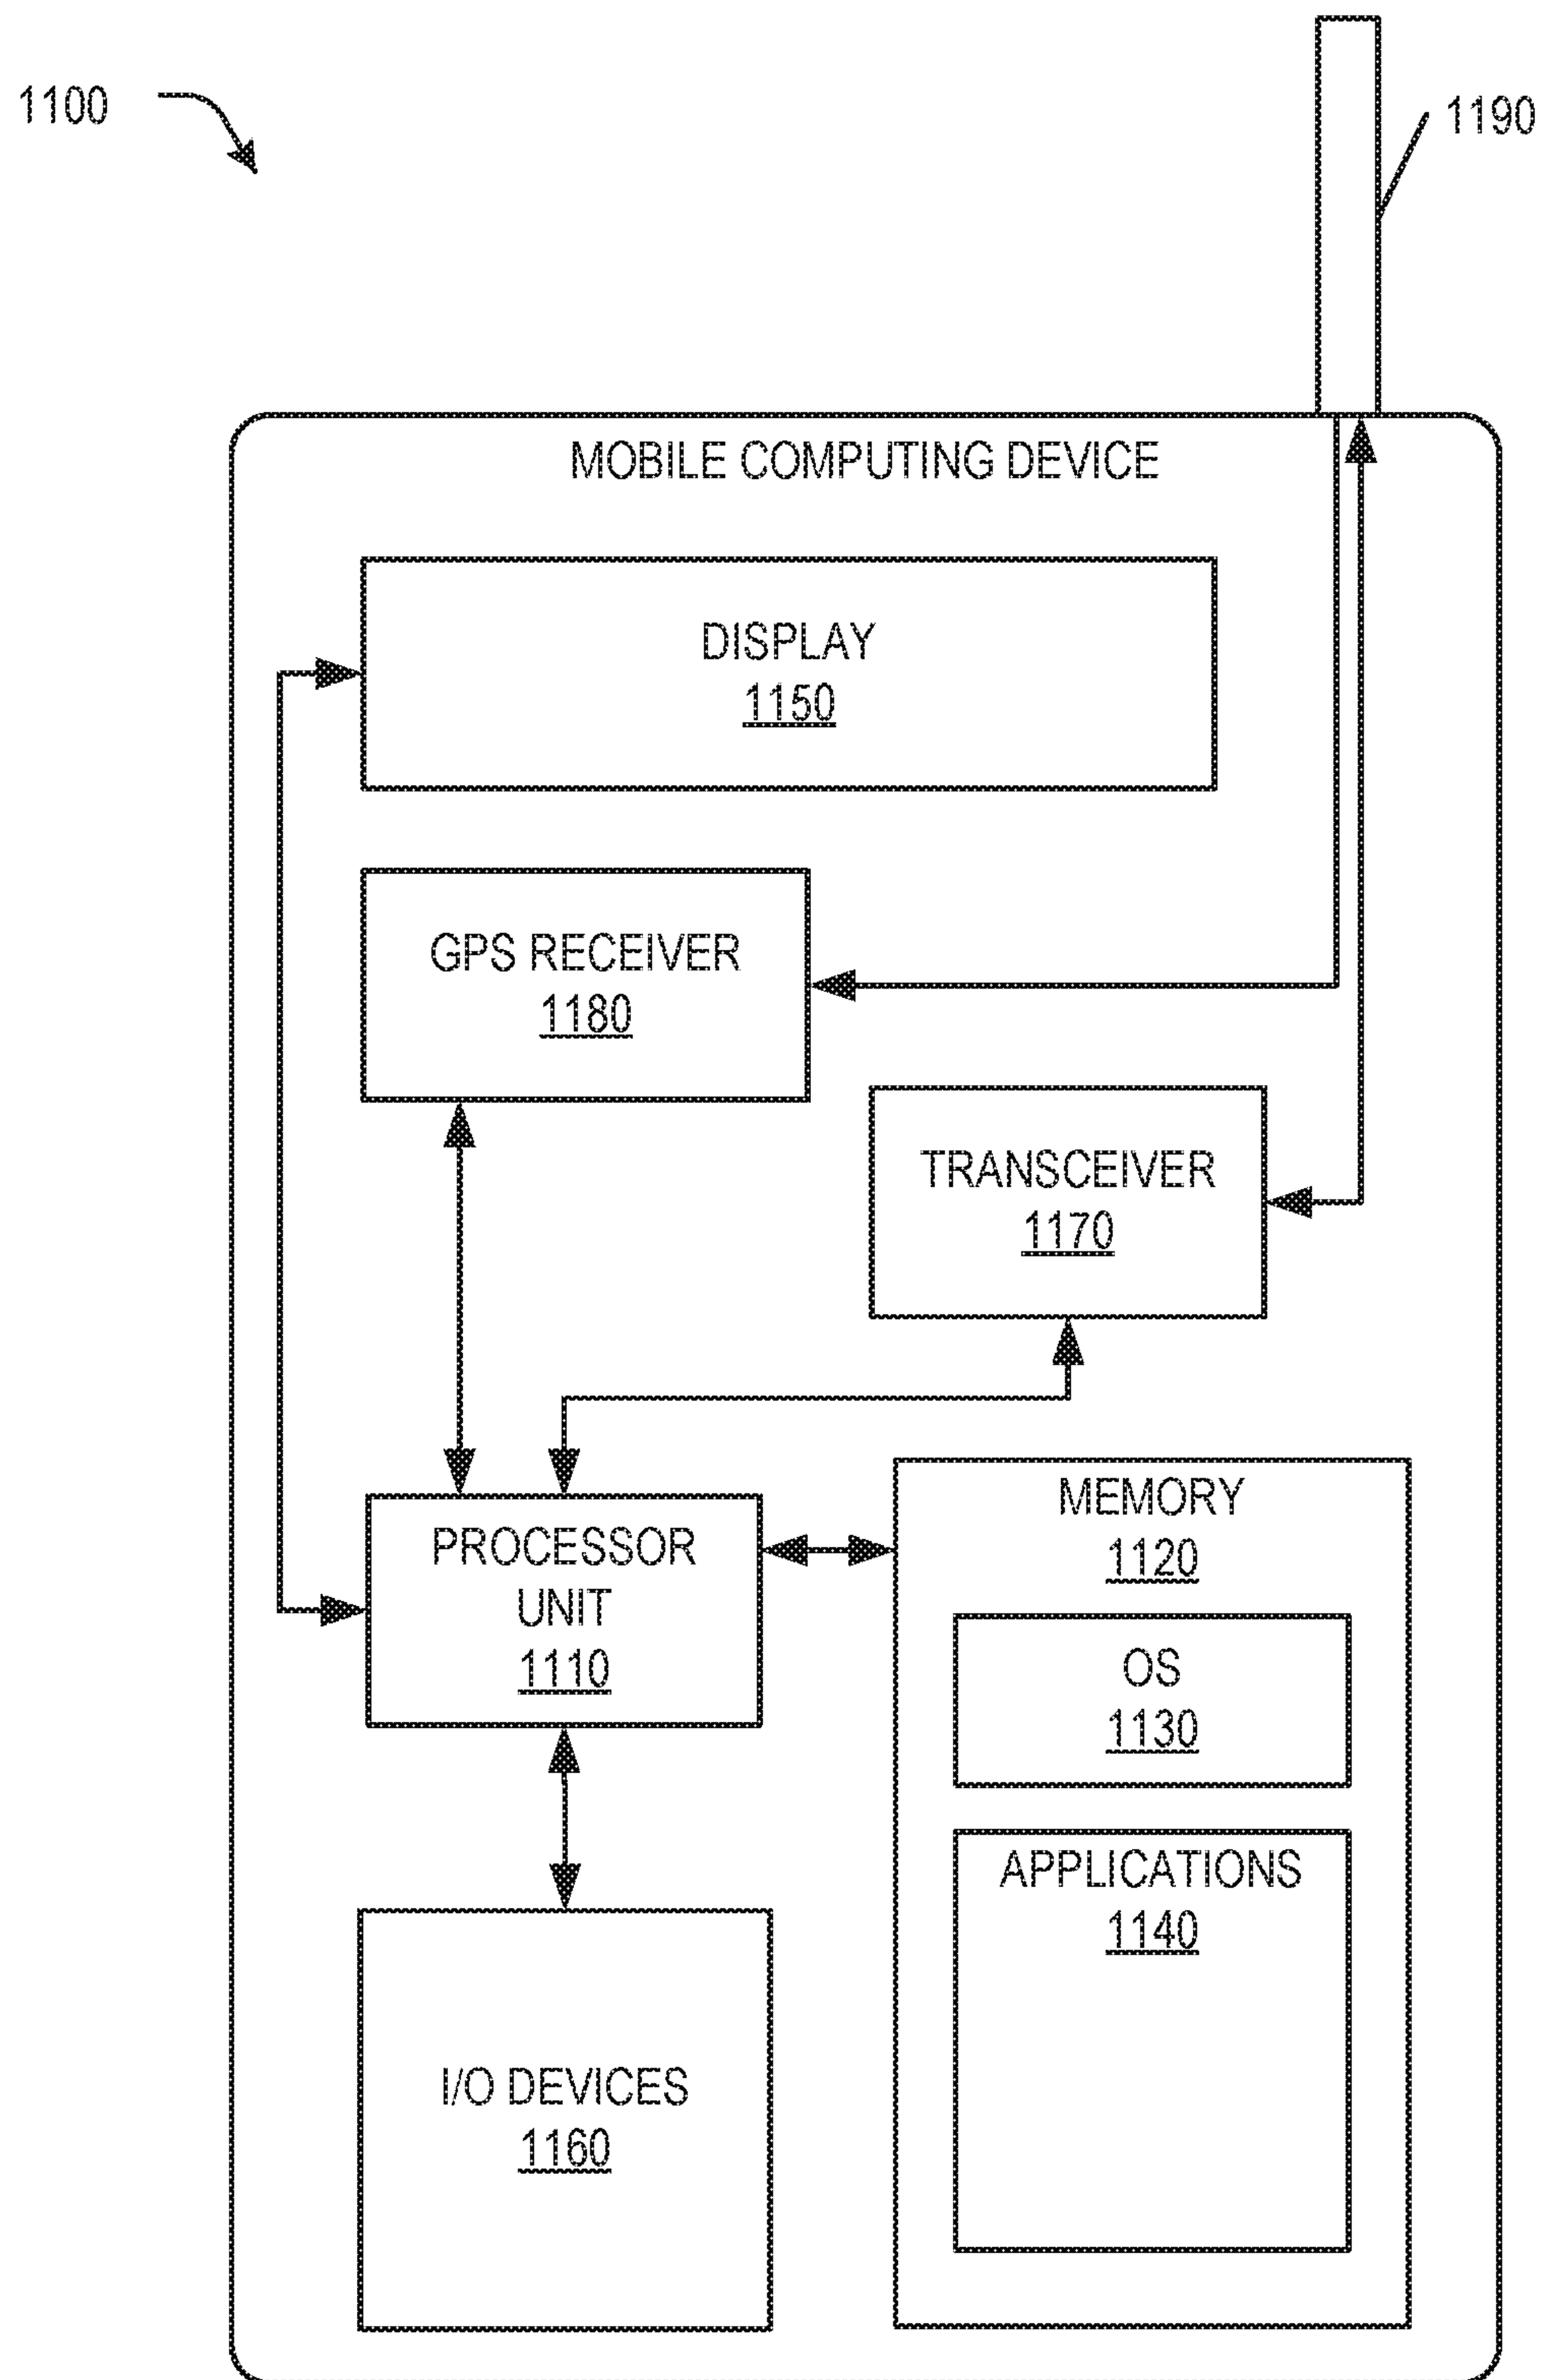 1100
1190
MOBILE COMPUTING DEVICE
DISPLAY
1150
GPS RECEIVER
1180
TRANSCEIVER
1170
PROCESSOR
UNIT
1110
MEMORY
1120
OS
1130
APPLICATIONS
1140
I/O DEVICES
1160